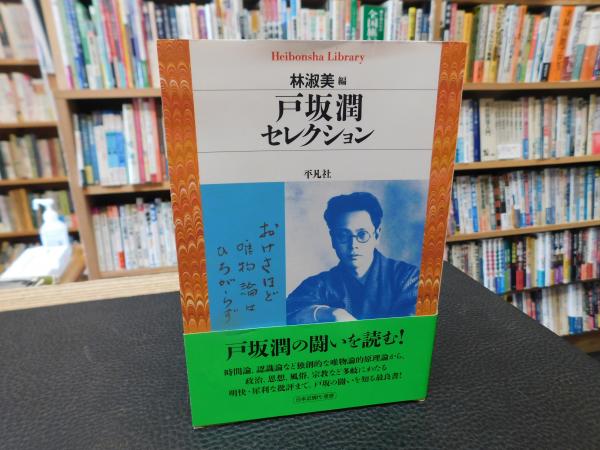 Heibonsha Library
林淑美 編
戸坂潤
セレクション
平凡社
おけさほど
唯物論は
ひろがらず
戸坂潤の闘いを読む!
時間論、認識論など独創的な唯物論的原理論から、
政治、思想、風俗、宗教など多岐にわたる
明快・犀利な批評まで、戸坂の闘いを知る最良書!
日本近現代/思想